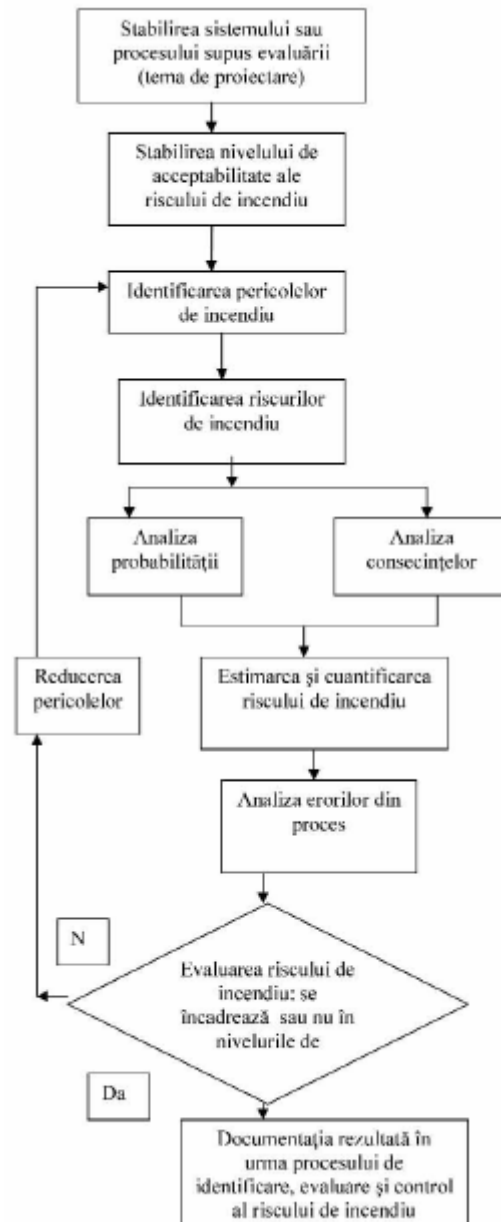 Stabilirea sistemului sau
procesului supus evaluării
(tema de proiectare)
Stabilirea nivelului de
acceptabilitate ale
riscului de incendiu
Identificarea pericolelor
de incendiu
Identificarea riscurilor
de incendiu
Analiza
probabilității
Analiza
consecințelor
Reducerea
pericolelor
Estimarea și cuantificarea
riscului de incendiu
Analiza erorilor din
proces
N
Evaluarea riscului de
incendiu: se
încadrează sau nu în
nivelurile de
Da
Documentația rezultată în
urma procesului de
identificare, evaluare și control
al riscului de incendiu